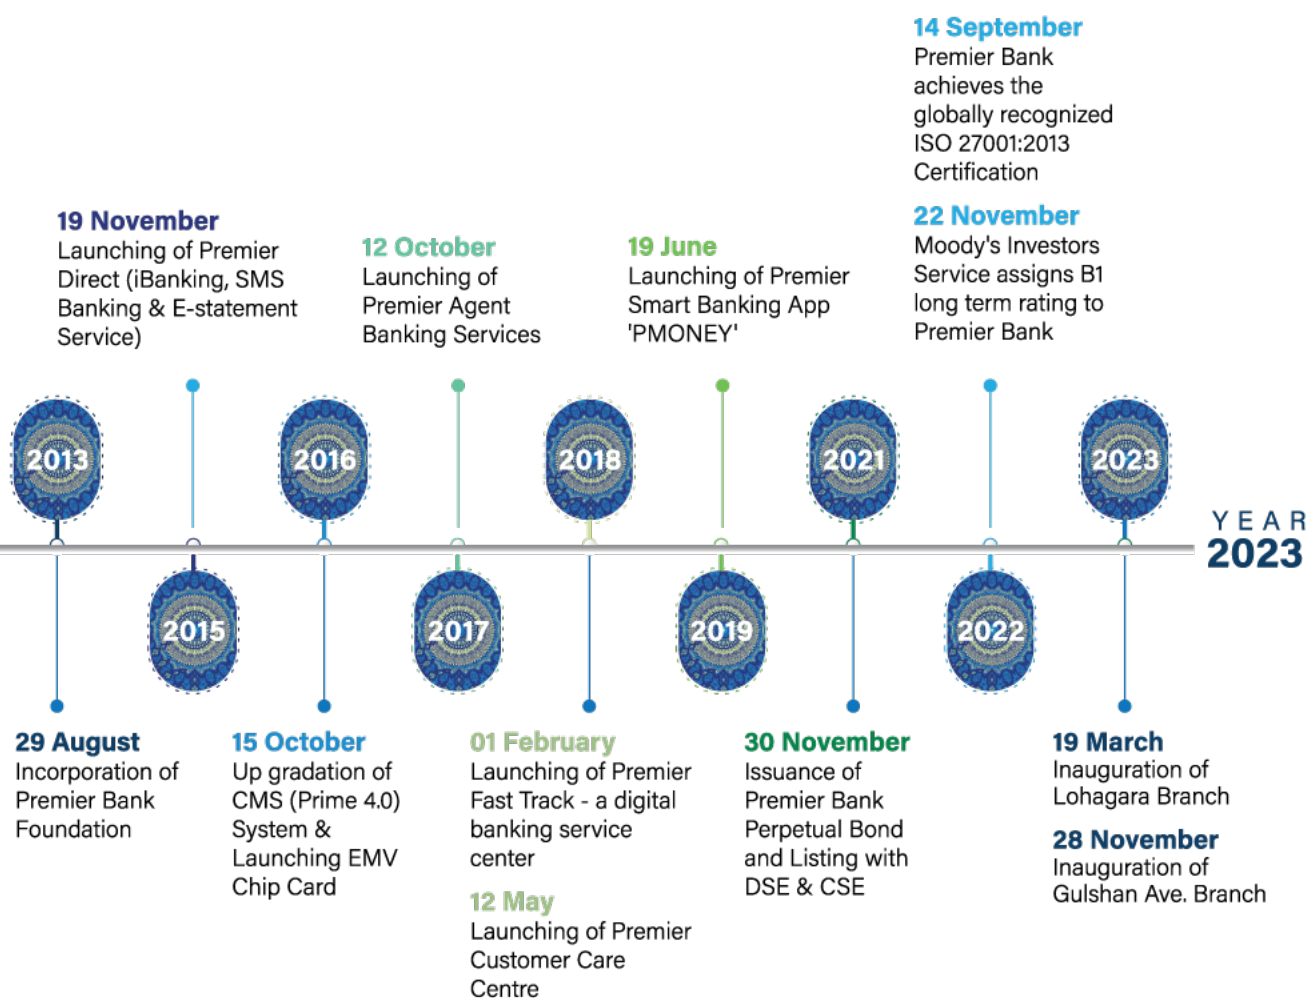 14 September
Premier Bank
achieves the
globally recognized
ISO 27001:2013
Certification
22 November
Moody's Investors
Service assigns B1
long term rating to
Premier Bank
19 November
Launching of Premier
Direct (iBanking, SMS
Banking & E-statement
Service)
12 October
Launching of
Premier Agent
Banking Services
19 June
Launching of Premier
Smart Banking App
'PMONEY'
2013
2016
2018
2021
2023
YEAR
2023
2015
2017
2019
2022
29 August
Incorporation of
Premier Bank
Foundation
15 October
Up gradation of
CMS (Prime 4.0)
System &
Launching EMV
Chip Card
01 February
Launching of Premier
Fast Track - a digital
banking service
center
12 May
Launching of Premier
Customer Care
Centre
30 November
Issuance of
Premier Bank
Perpetual Bond
and Listing with
DSE & CSE
19 March
Inauguration of
Lohagara Branch
28 November
Inauguration of
Gulshan Ave. Branch